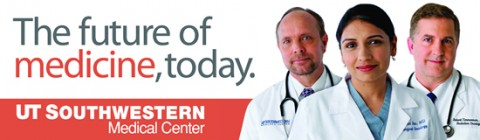 The future of
medicine, today.
UT SOUTHWESTERN
Medical Center